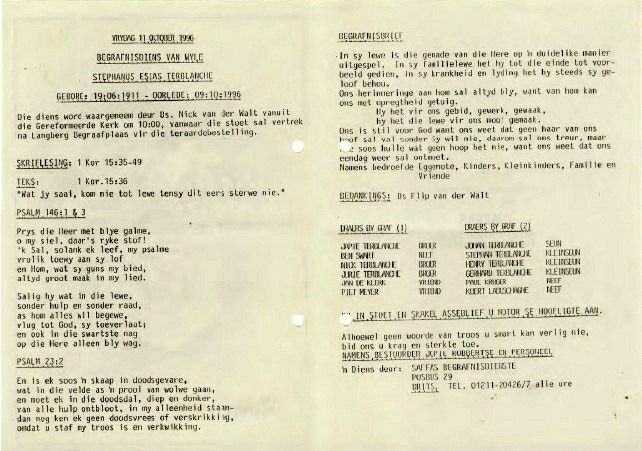 VRYDAG 11 OKTOBER 1996
BEGRAFNISDIENS VAN WYLE
STEPHANUS ESIAS TERBLANCHE
GEBORE: 19:06:1911 - OORLEDE: 09:10:1996
Die diens word waargeneem deur Ds. Nick van der Walt vanuit
die Gereformeerde Kerk om 10:00, vanwaar die stoet sal vertrek
na Langberg Begraafplaas vir die teraardebestelling.
SKRIFLESING: 1 Kor 15:35-49
TEKS: 1 Kor.15:36
"Wat jy saai, kom nie tot lewe tensy dit eers sterwe nie."
PSALM 146:1 & 3
Prys die Heer met blye galme,
o my siel, daar's ryke stof!
'k Sal, solank ek leef, my psalme
vrolik toewy aan sy lof
en Hom, wat sy guns my bied,
altyd groot maak in my lied.
Salig hy wat in die lewe,
sonder hulp en sonder raad,
as hom alles wil begewe,
vlug tot God, sy toeverlaat;
en ook in die swartste nag
op die Here alleen bly wag.
PSALM 23:2
En is ek soos 'n skaap in doodsgevare,
wat in die velde as 'n prooi van wolwe gaan,
en moet ek in die doodsdal, diep en donker,
van alle hulp ontbloot, in my alleenheid staan-
dan nog ken ek geen doodsvrees of verskrikking,
omdat u staf my troos is en verkwikking.
BEGRAFNISBRIEF
In sy lewe is die genade van die Here op 'n duidelike manier
uitgespel. In sy familielewe het hy tot die einde tot voor-
beeld gedien, in sy krankheid en lyding het hy steeds sy ge-
loof behou.
Ons herinneringe aan hom sal altyd bly, want van hom kan
ons met opregtheid getuig.
Hy het vir ons gebid, gewerk, gewaak,
hy het die lewe vir ons mooi gemaak.
Ons is stil voor God want ons weet dat geen haar van ons
hoof sal val sonder sy wil nie, daarom sal ons treur, maar
soos hulle wat geen hoop het nie, want ons weet dat ons
eendag weer sal ontmoet.
Namens bedroefde Eggenote, Kinders, Kleinkinders, Familie en
Vriende
BEDANKINGS: Ds Flip van der Walt
DRAERS BY GRAF (1) DRAERS BY GRAF (2)
JOPIE TERBLANCHE BROER JOHAN TERBLANCHE SEUN
BEN SWART NEEF STEPHAN TERBLANCHE KLEINSEUN
NICK TERBLANCHE BROER HENRY TERBLANCHE KLEINSEUN
JURIE TERBLANCHE BROER GERHARD TERBLANCHE KLEINSEUN
JAN DE KLERK VRIEND PAUL KRUGER NEEF
PIET MEYER VRIEND KOERT LABUSCHAGNE NEEF
IN STOET EN SKAKEL ASSEBLIEF U MOTOR SE HOOFLIGTE AAN.
Alhoewel geen woorde van troos u smart kan verlig nie,
bid ons u krag en sterkte toe.
NAMENS BESTUURDER JOPIE ROBBERTSE EN PERSONEEL
'n Diens deur: SAFFAS BEGRAFNISDIENSTE
POSBUS 29
BRITS. TEL. 01211-20426/7 alle ure